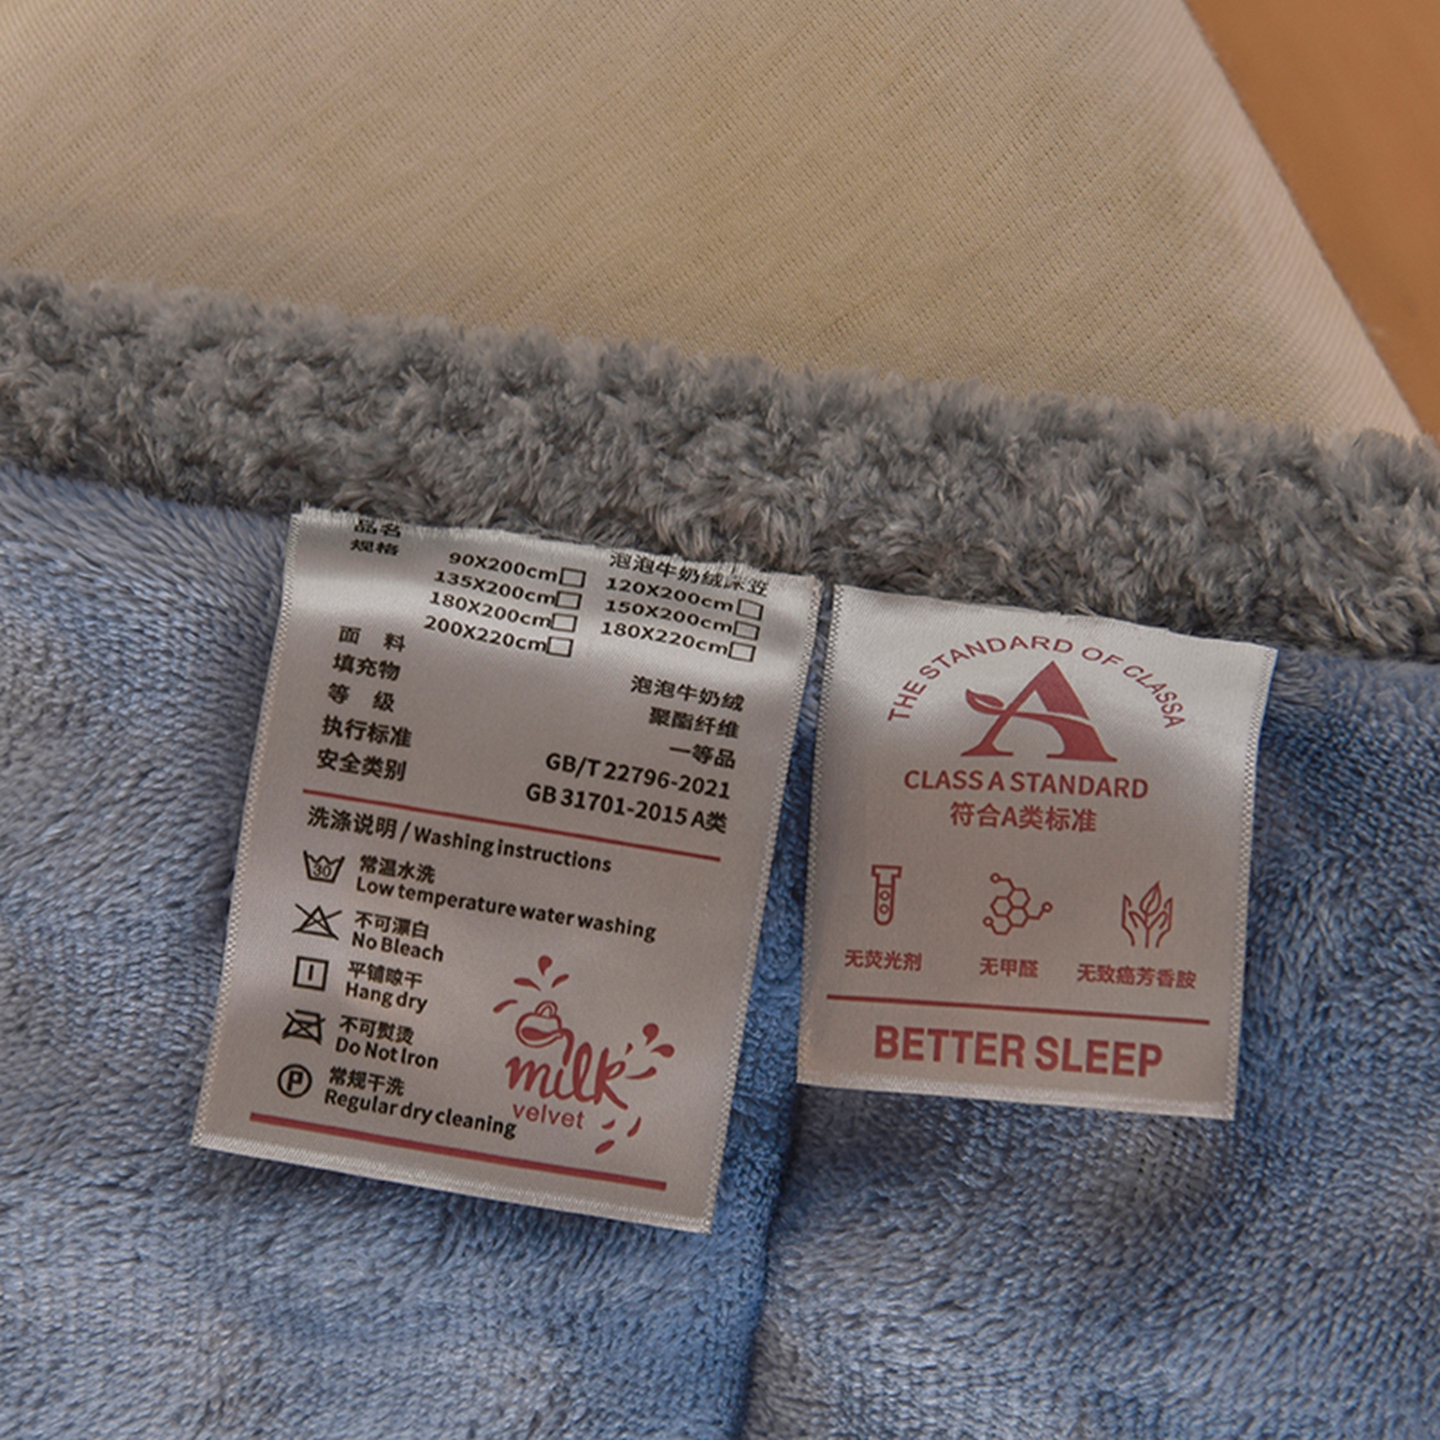 品名
泡泡牛奶绒床笠
规格
90X200cm□ 120X200cm□
135X200cm□ 150X200cm□
180X200cm□ 180X220cm□
200X220cm□
面 料 泡泡牛奶绒
填充物 聚酯纤维
等 级 一等品
执行标准 GB/T 22796-2021
安全类别 GB 31701-2015 A类
洗涤说明 / Washing instructions
30
常温水洗
Low temperature water washing
不可漂白
No Bleach
平铺晾干
Hang dry
不可熨烫
Do Not Iron
P
常规干洗
Regular dry cleaning
milk
velvet
THE STANDARD OF CLASSA
A
CLASS A STANDARD
符合A类标准
无荧光剂 无甲醛 无致癌芳香胺
BETTER SLEEP